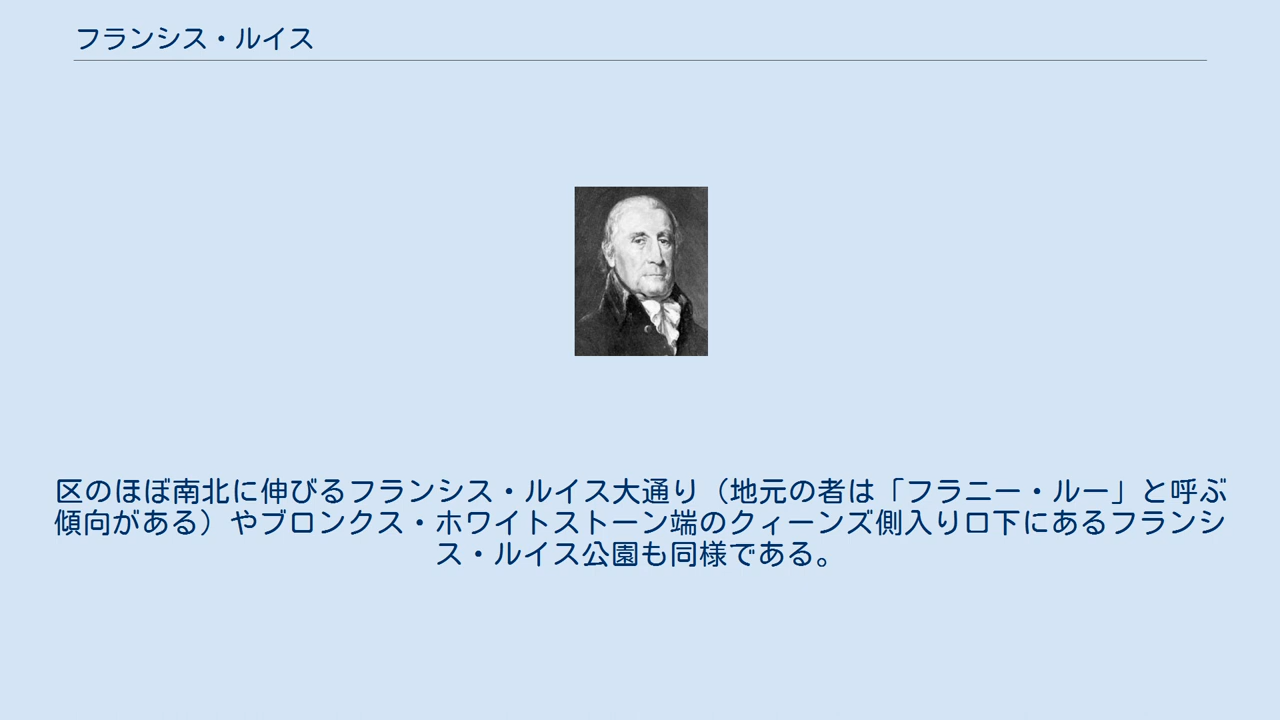 フランシス・ルイス
区のほぼ南北に伸びるフランシス・ルイス大通り（地元の者は「フラニー・ルー」と呼ぶ
傾向がある）やブロンクス・ホワイトストーン端のクィーンズ側入り口下にあるフランシ
ス・ルイス公園も同様である。